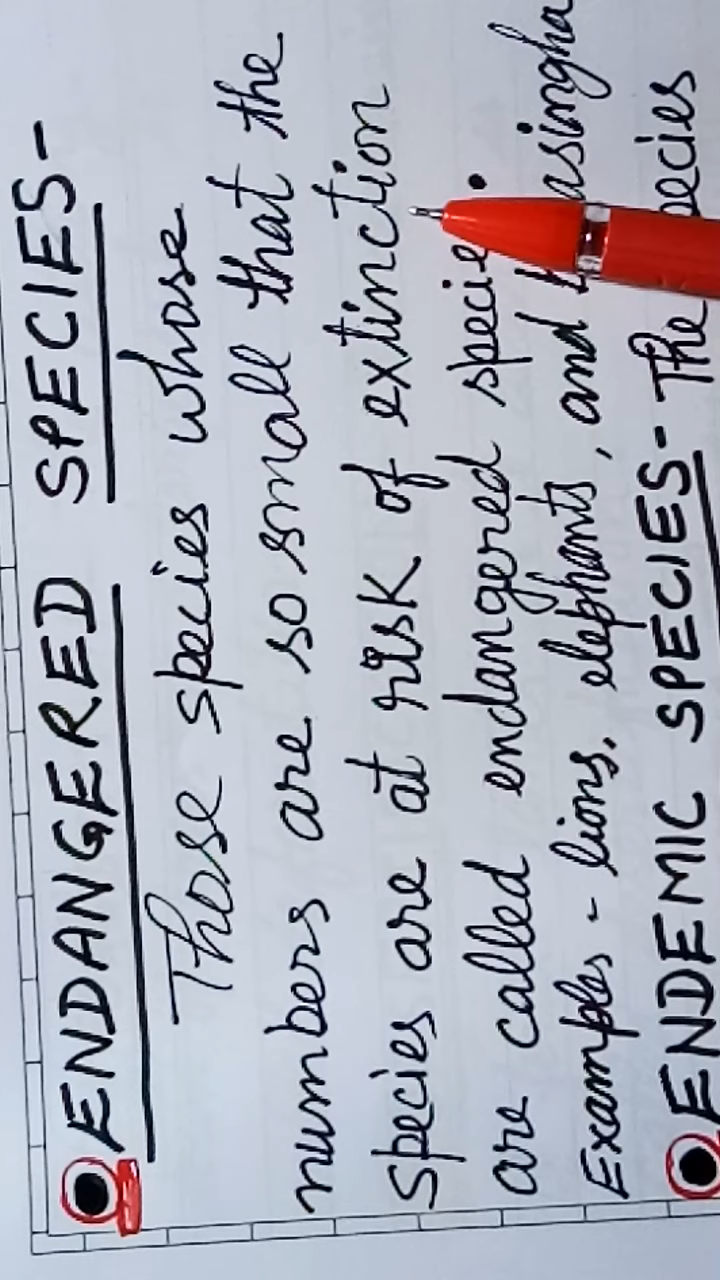 ENDANGERED SPECIES-
Those species whose
numbers are so small that the
species are at risk of extinction
are called endangered
Examples - lions, elephants, and
ENDEMIC SPECIES- The